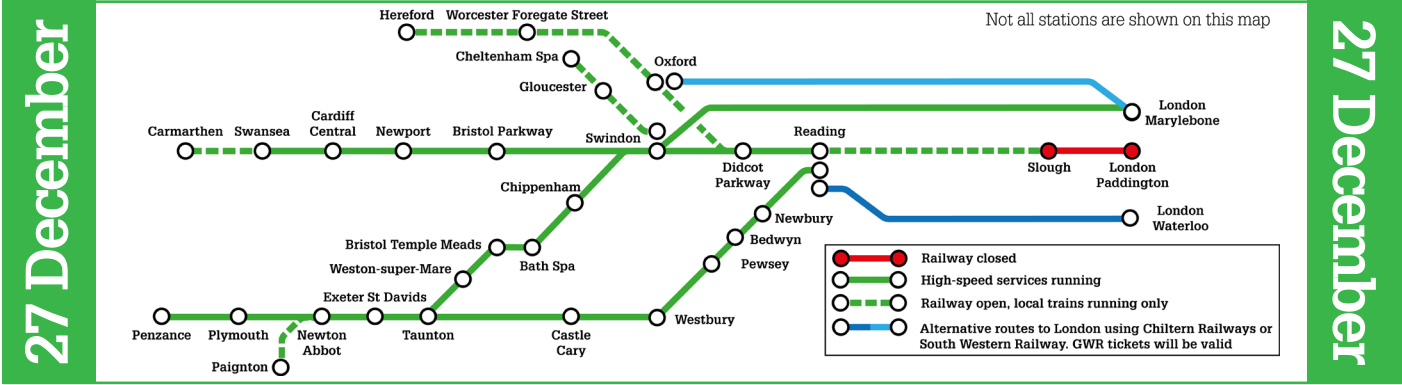 27 December
Not all stations are shown on this map
Hereford
Worcester Foregate Street
Cheltenham Spa
Oxford
Gloucester
London
Marylebone
Carmarthen
Swansea
Cardiff
Central
Newport
Bristol Parkway
Swindon
Reading
Didcot
Parkway
Slough
London
Paddington
Chippenham
London
Waterloo
Newbury
Bristol Temple Meads
Bath Spa
Bedwyn
Weston-super-Mare
Pewsey
Exeter St Davids
Penzance
Plymouth
Newton
Abbot
Taunton
Castle
Cary
Westbury
Paignton
Railway closed
High-speed services running
Railway open, local trains running only
Alternative routes to London using Chiltern Railways or
South Western Railway. GWR tickets will be valid
27 December